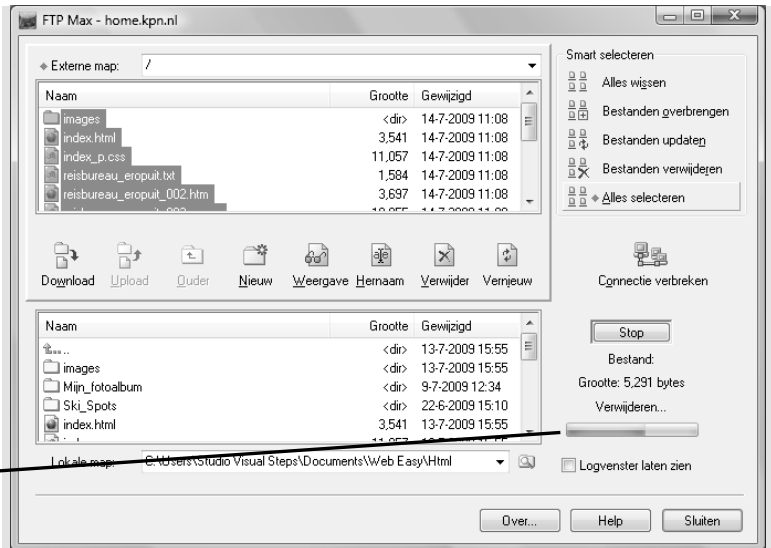 FTP Max - home.kpn.nl
Externe map: /
Naam Grootte Gewijzigd
images <dir> 14-7-2009 11:08
index.html 3,541 14-7-2009 11:08
index_p.css 11,057 14-7-2009 11:08
reisbureau_eropuit.txt 1,584 14-7-2009 11:08
reisbureau_eropuit_002.htm 3,697 14-7-2009 11:08
Smart selecteren
Alles wissen
Bestanden overbrengen
Bestanden updaten
Bestanden verwijderen
Alles selecteren
Download Upload Ouder Nieuw Weergave Hernaam Verwijder Vernieuw
Connectie verbreken
Naam Grootte Gewijzigd
.. <dir> 13-7-2009 15:55
images <dir> 13-7-2009 15:55
Mijn_fotoalbum <dir> 9-7-2009 12:34
Ski_Spots <dir> 22-6-2009 15:10
index.html 3,541 13-7-2009 15:55
Stop
Bestand:
Grootte: 5,291 bytes
Verwijderen...
Lokale map: C:\Users\Studio Visual Steps\Documents\Web Easy\Html
Logvenster laten zien
Over... Help Sluiten